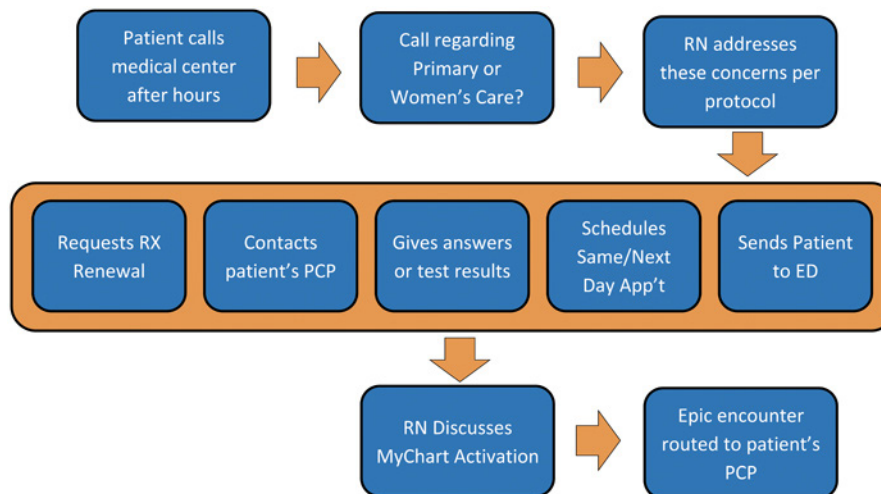 Patient calls
medical center
after hours
Call regarding
Primary or
Women's Care?
RN addresses
these concerns per
protocol
Requests RX
Renewal
Contacts
patient's PCP
Gives answers
or test results
Schedules
Same/Next
Day App't
Sends Patient
to ED
RN Discusses
MyChart Activation
Epic encounter
routed to patient's
PCP